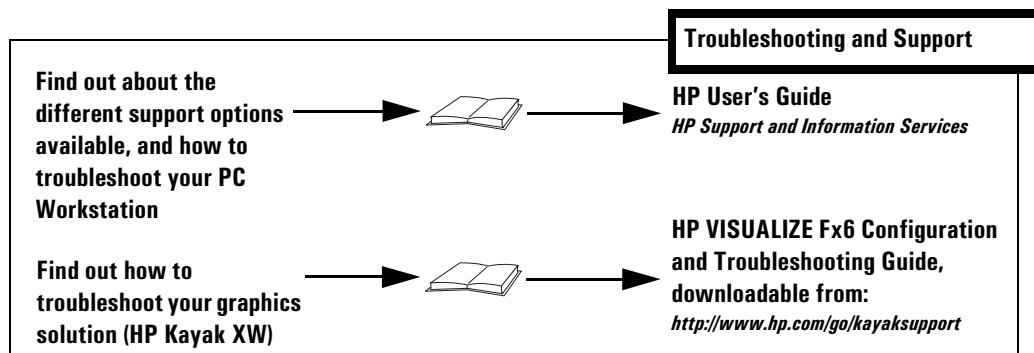 Troubleshooting and Support
Find out about the
different support options
available, and how to
troubleshoot your PC
Workstation
HP User's Guide
HP Support and Information Services
Find out how to
troubleshoot your graphics
solution (HP Kayak XW)
HP VISUALIZE Fx6 Configuration
and Troubleshooting Guide,
downloadable from:
http://www.hp.com/go/kayaksupport